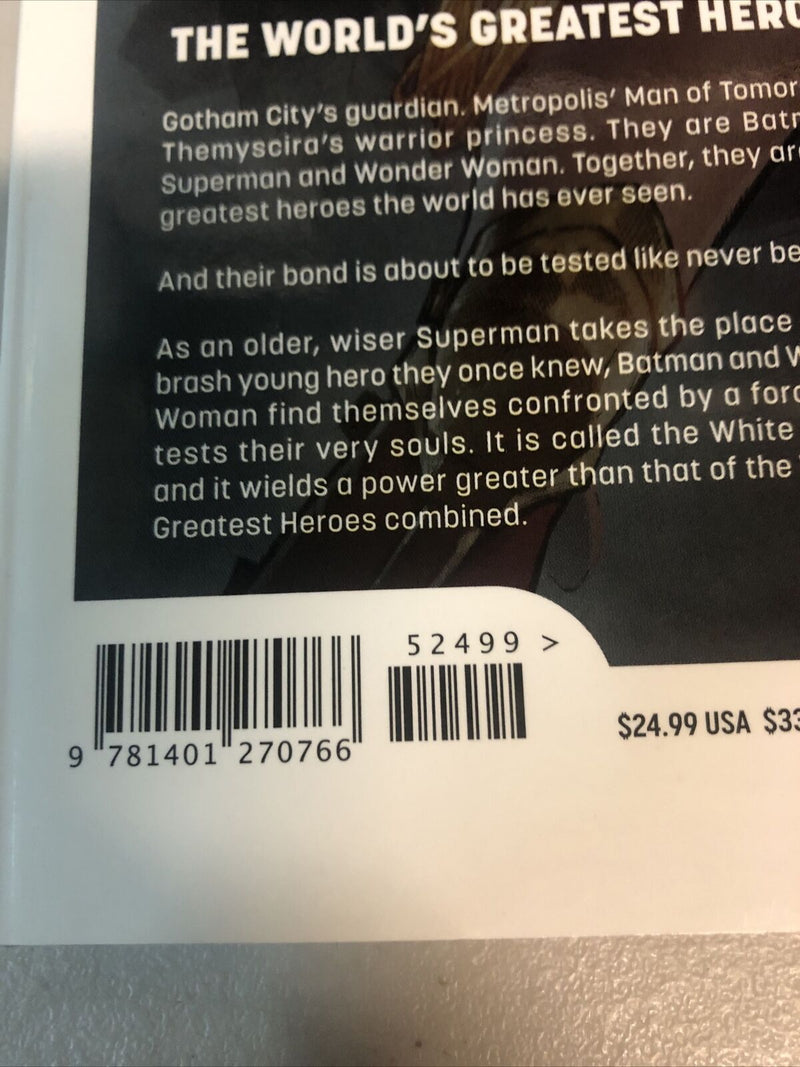 THE WORLD'S GREATEST HERO
Gotham City's guardian. Metropolis' Man of Tomor
Themyscira's warrior princess. They are Batm
Superman and Wonder Woman. Together, they are
greatest heroes the world has ever seen.
And their bond is about to be tested like never be
As an older, wiser Superman takes the place
brash young hero they once knew, Batman and W
Woman find themselves confronted by a forc
tests their very souls. It is called the White
and it wields a power greater than that of the
Greatest Heroes combined.
52499 >
$24.99 USA $33
9 781401 270766